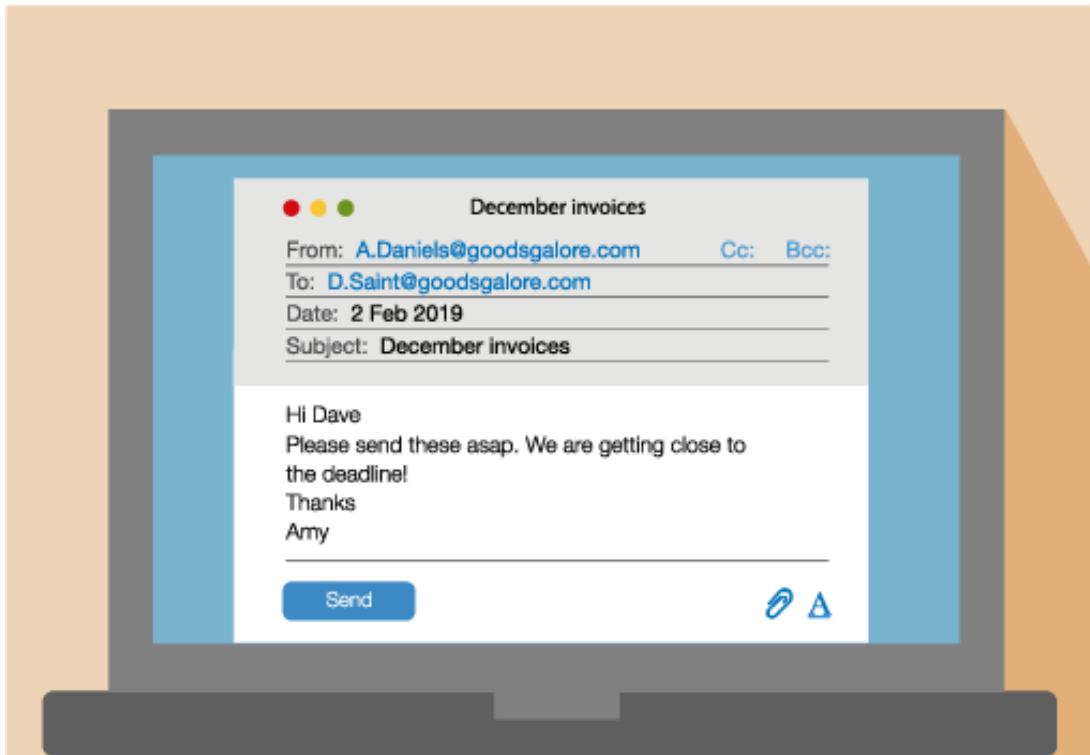 December invoices
From: A.Daniels@goodsgalore.com Cc: Bcc:
To: D.Saint@goodsgalore.com
Date: 2 Feb 2019
Subject: December invoices
Hi Dave
Please send these asap. We are getting close to
the deadline!
Thanks
Amy
Send
A